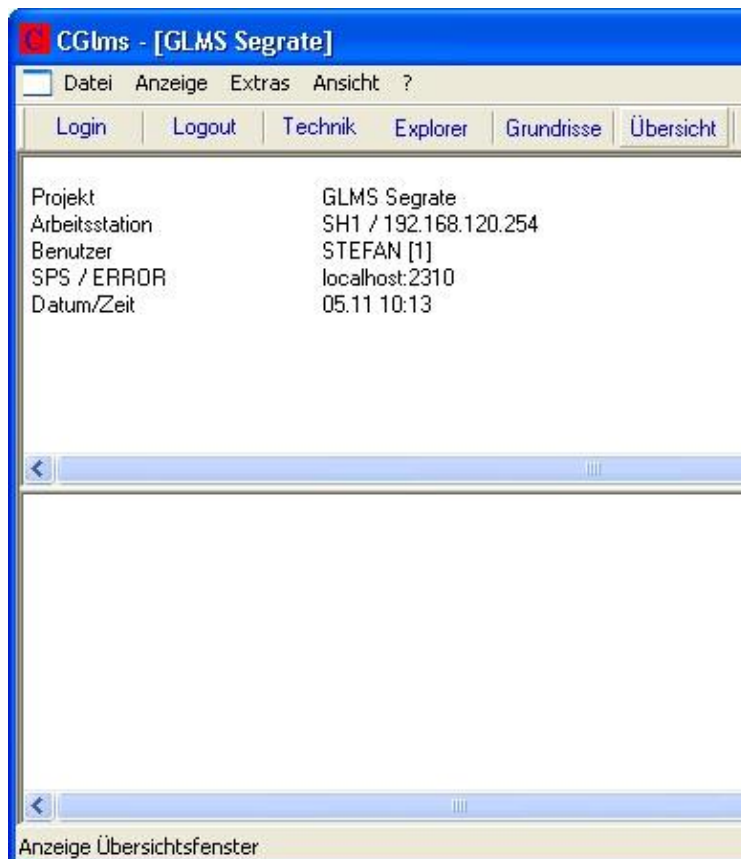 C CGlms - [GLMS Segrate]
Datei Anzeige Extras Ansicht ?
Login Logout Technik Explorer Grundrisse Übersicht
Projekt GLMS Segrate
Arbeitsstation SH1 / 192.168.120.254
Benutzer STEFAN [1]
SPS / ERROR localhost:2310
Datum/Zeit 05.11 10:13
Anzeige Übersichtsfenster